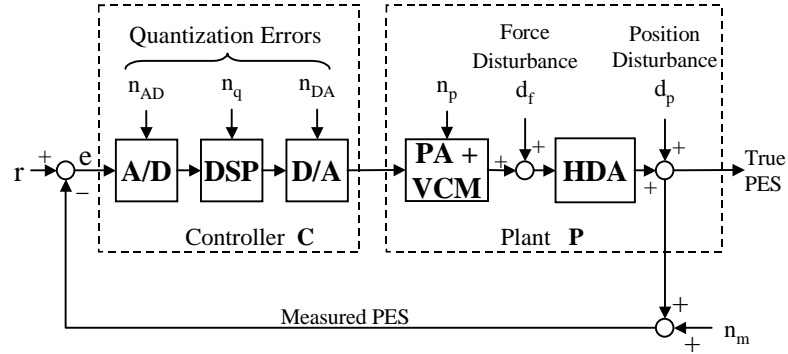 Quantization Errors
Force
Disturbance
Position
Disturbance
n_AD
n_q
n_DA
n_p
d_f
d_p
r
+
e
−
A/D
DSP
D/A
PA +
VCM
+
+
HDA
+
+
True
PES
Controller C
Plant P
Measured PES
+
+
n_m